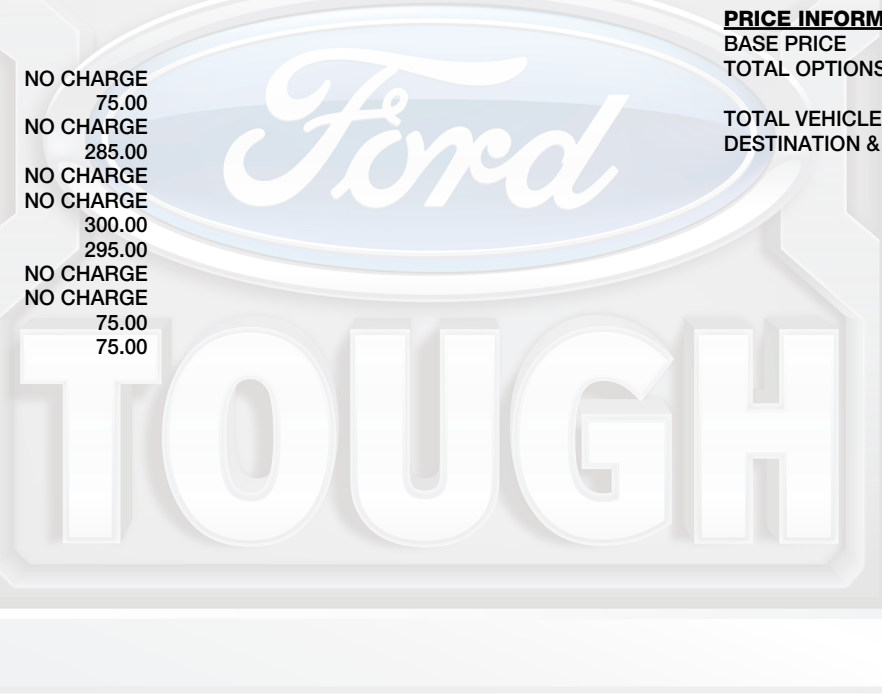 PRICE INFORM
BASE PRICE
TOTAL OPTIONS
TOTAL VEHICLE
DESTINATION &
NO CHARGE
75.00
NO CHARGE
285.00
NO CHARGE
NO CHARGE
300.00
295.00
NO CHARGE
NO CHARGE
75.00
75.00
Ford
TOUGH